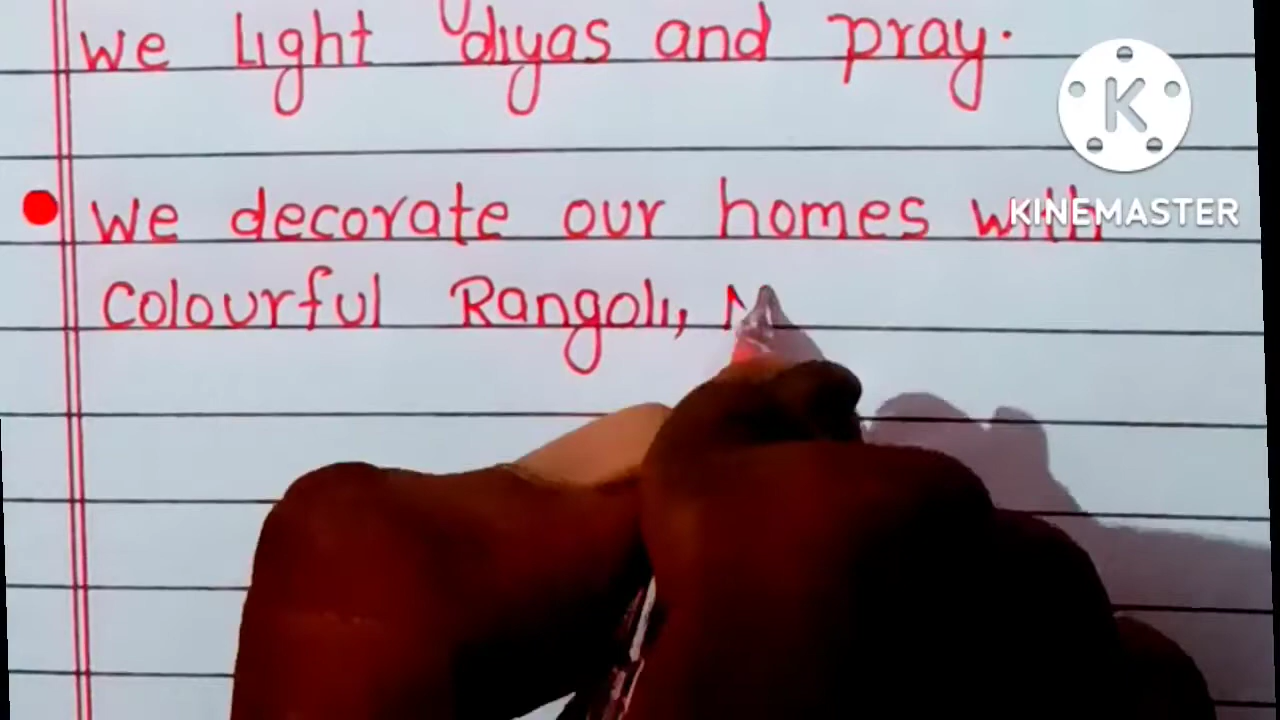 We light diyas and pray.
We decorate our homes with
Colourful Rangoli,
K
KINEMASTER